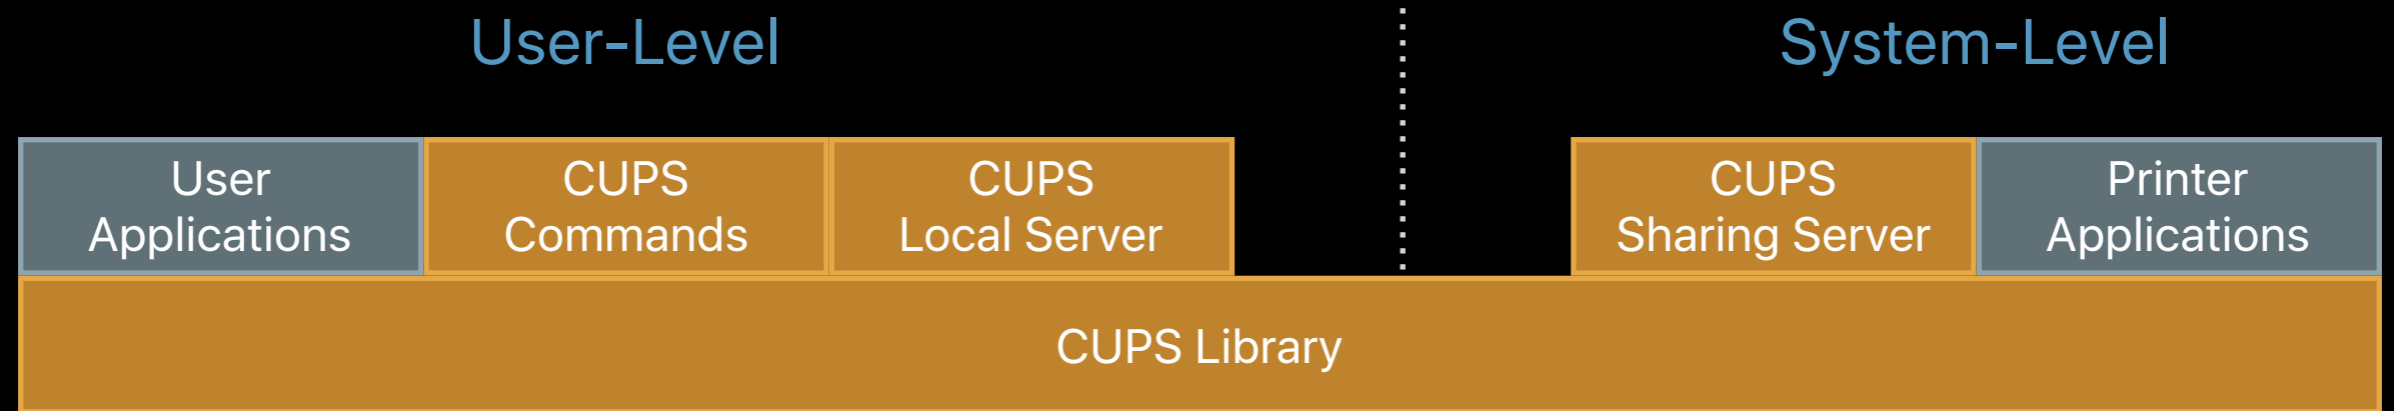 User-Level
System-Level
User
Applications
CUPS
Commands
CUPS
Local Server
CUPS
Sharing Server
Printer
Applications
CUPS Library